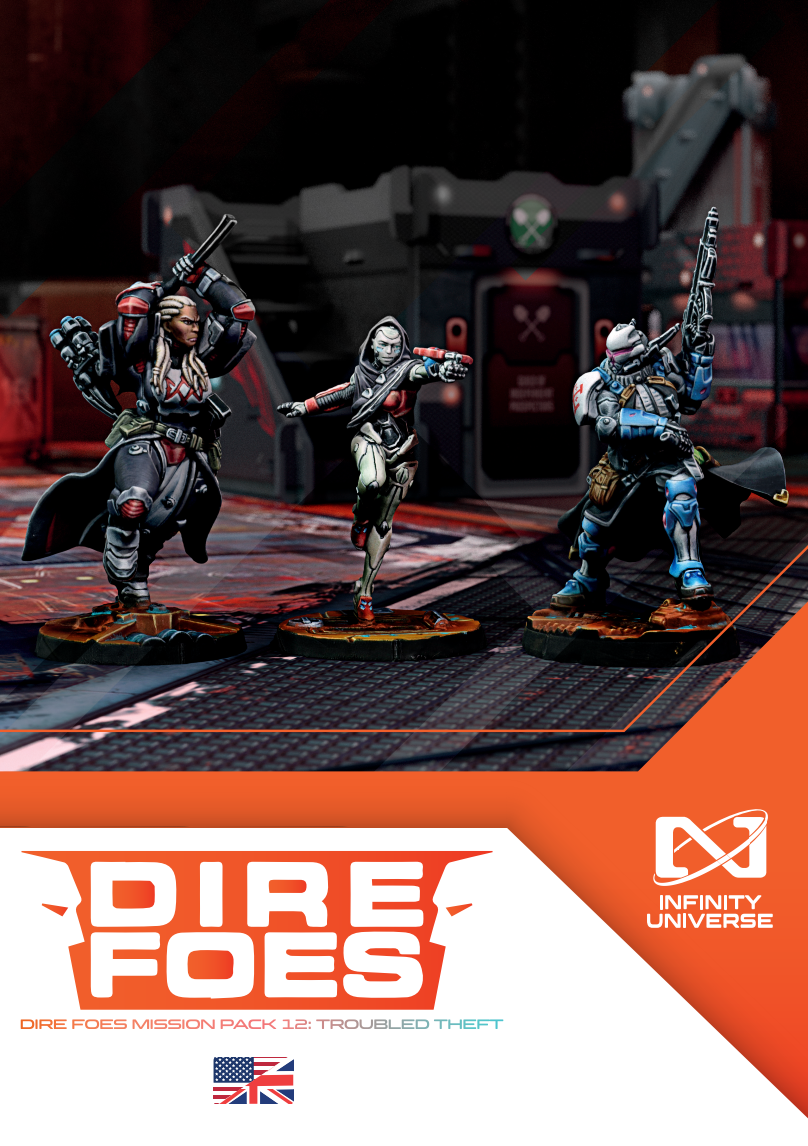 DIRE
FOES
DIRE FOES MISSION PACK 12: TROUBLED THEFT
INFINITY
UNIVERSE